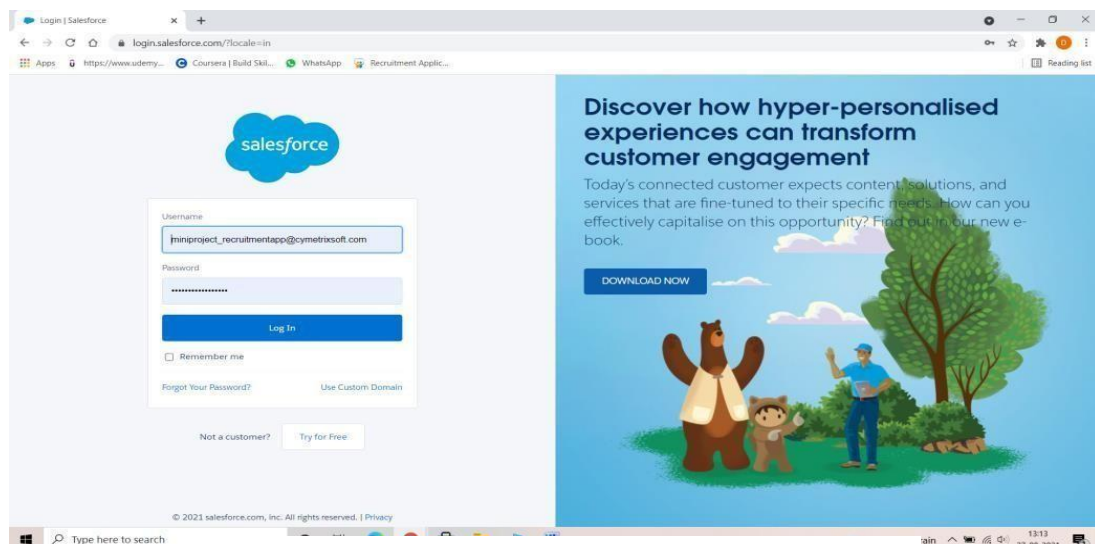 Login | Salesforce
login.salesforce.com/?locale=in
Apps https://www.udemy... Coursera | Build Skil... WhatsApp Recruitment Applic... Reading list
salesforce
Username
miniproject_recruitmentapp@cymetrixsoft.com
Password
Log In
Remember me
Forgot Your Password? Use Custom Domain
Not a customer? Try for Free
© 2021 salesforce.com, inc. All rights reserved. | Privacy
Discover how hyper-personalised
experiences can transform
customer engagement
Today's connected customer expects content, solutions, and
services that are fine-tuned to their specific needs. How can you
effectively capitalise on this opportunity? Find out in our new e-
book.
DOWNLOAD NOW
Type here to search
13:13